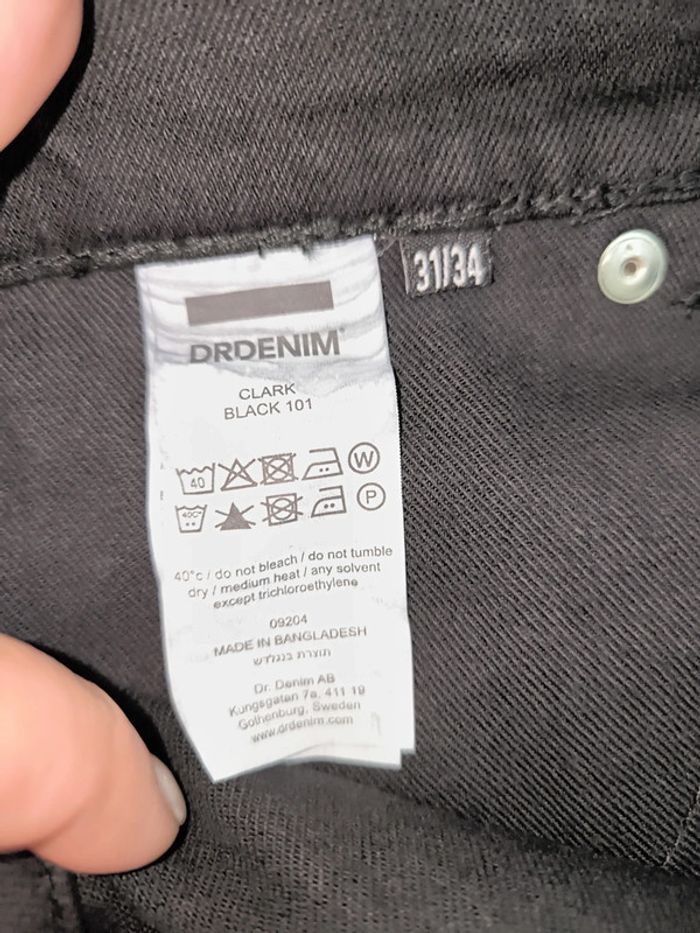 31/34
DRDENIM
CLARK
BLACK 101
40 W
40C° P
40°c / do not bleach / do not tumble
dry / medium heat / any solvent
except trichloroethylene
09204
MADE IN BANGLADESH
תוצרת בנגלדש
Dr. Denim AB
Kungsgatan 7a, 411 19
Gothenburg, Sweden
www.drdenim.com